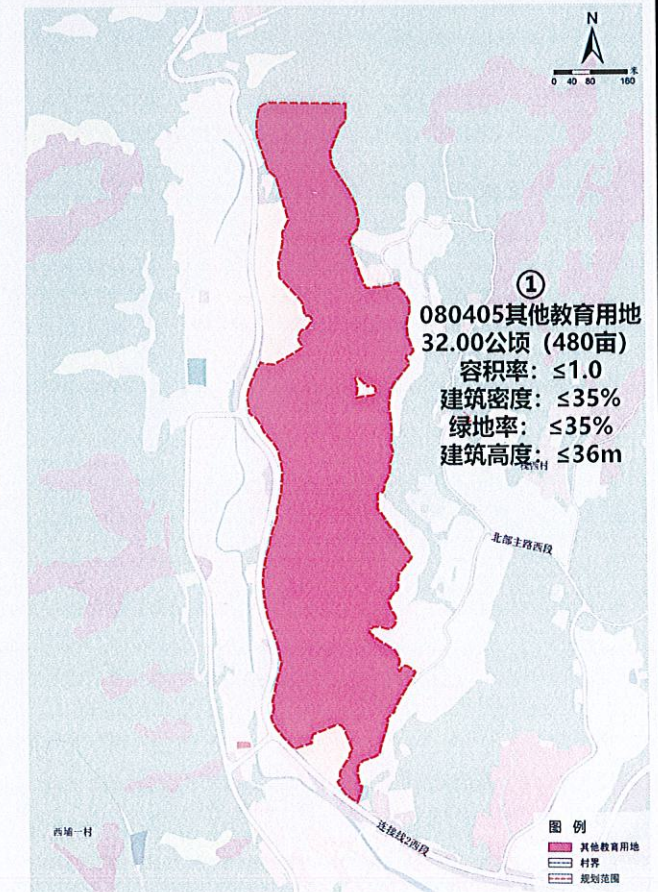 N
0 40 80 160 米
①
080405其他教育用地
32.00公顷（480亩）
容积率：≤1.0
建筑密度：≤35%
绿地率：≤35%
建筑高度：≤36m
西村
北部主路西段
连接线2西段
西埔一村
图 例
其他教育用地
村界
规划范围